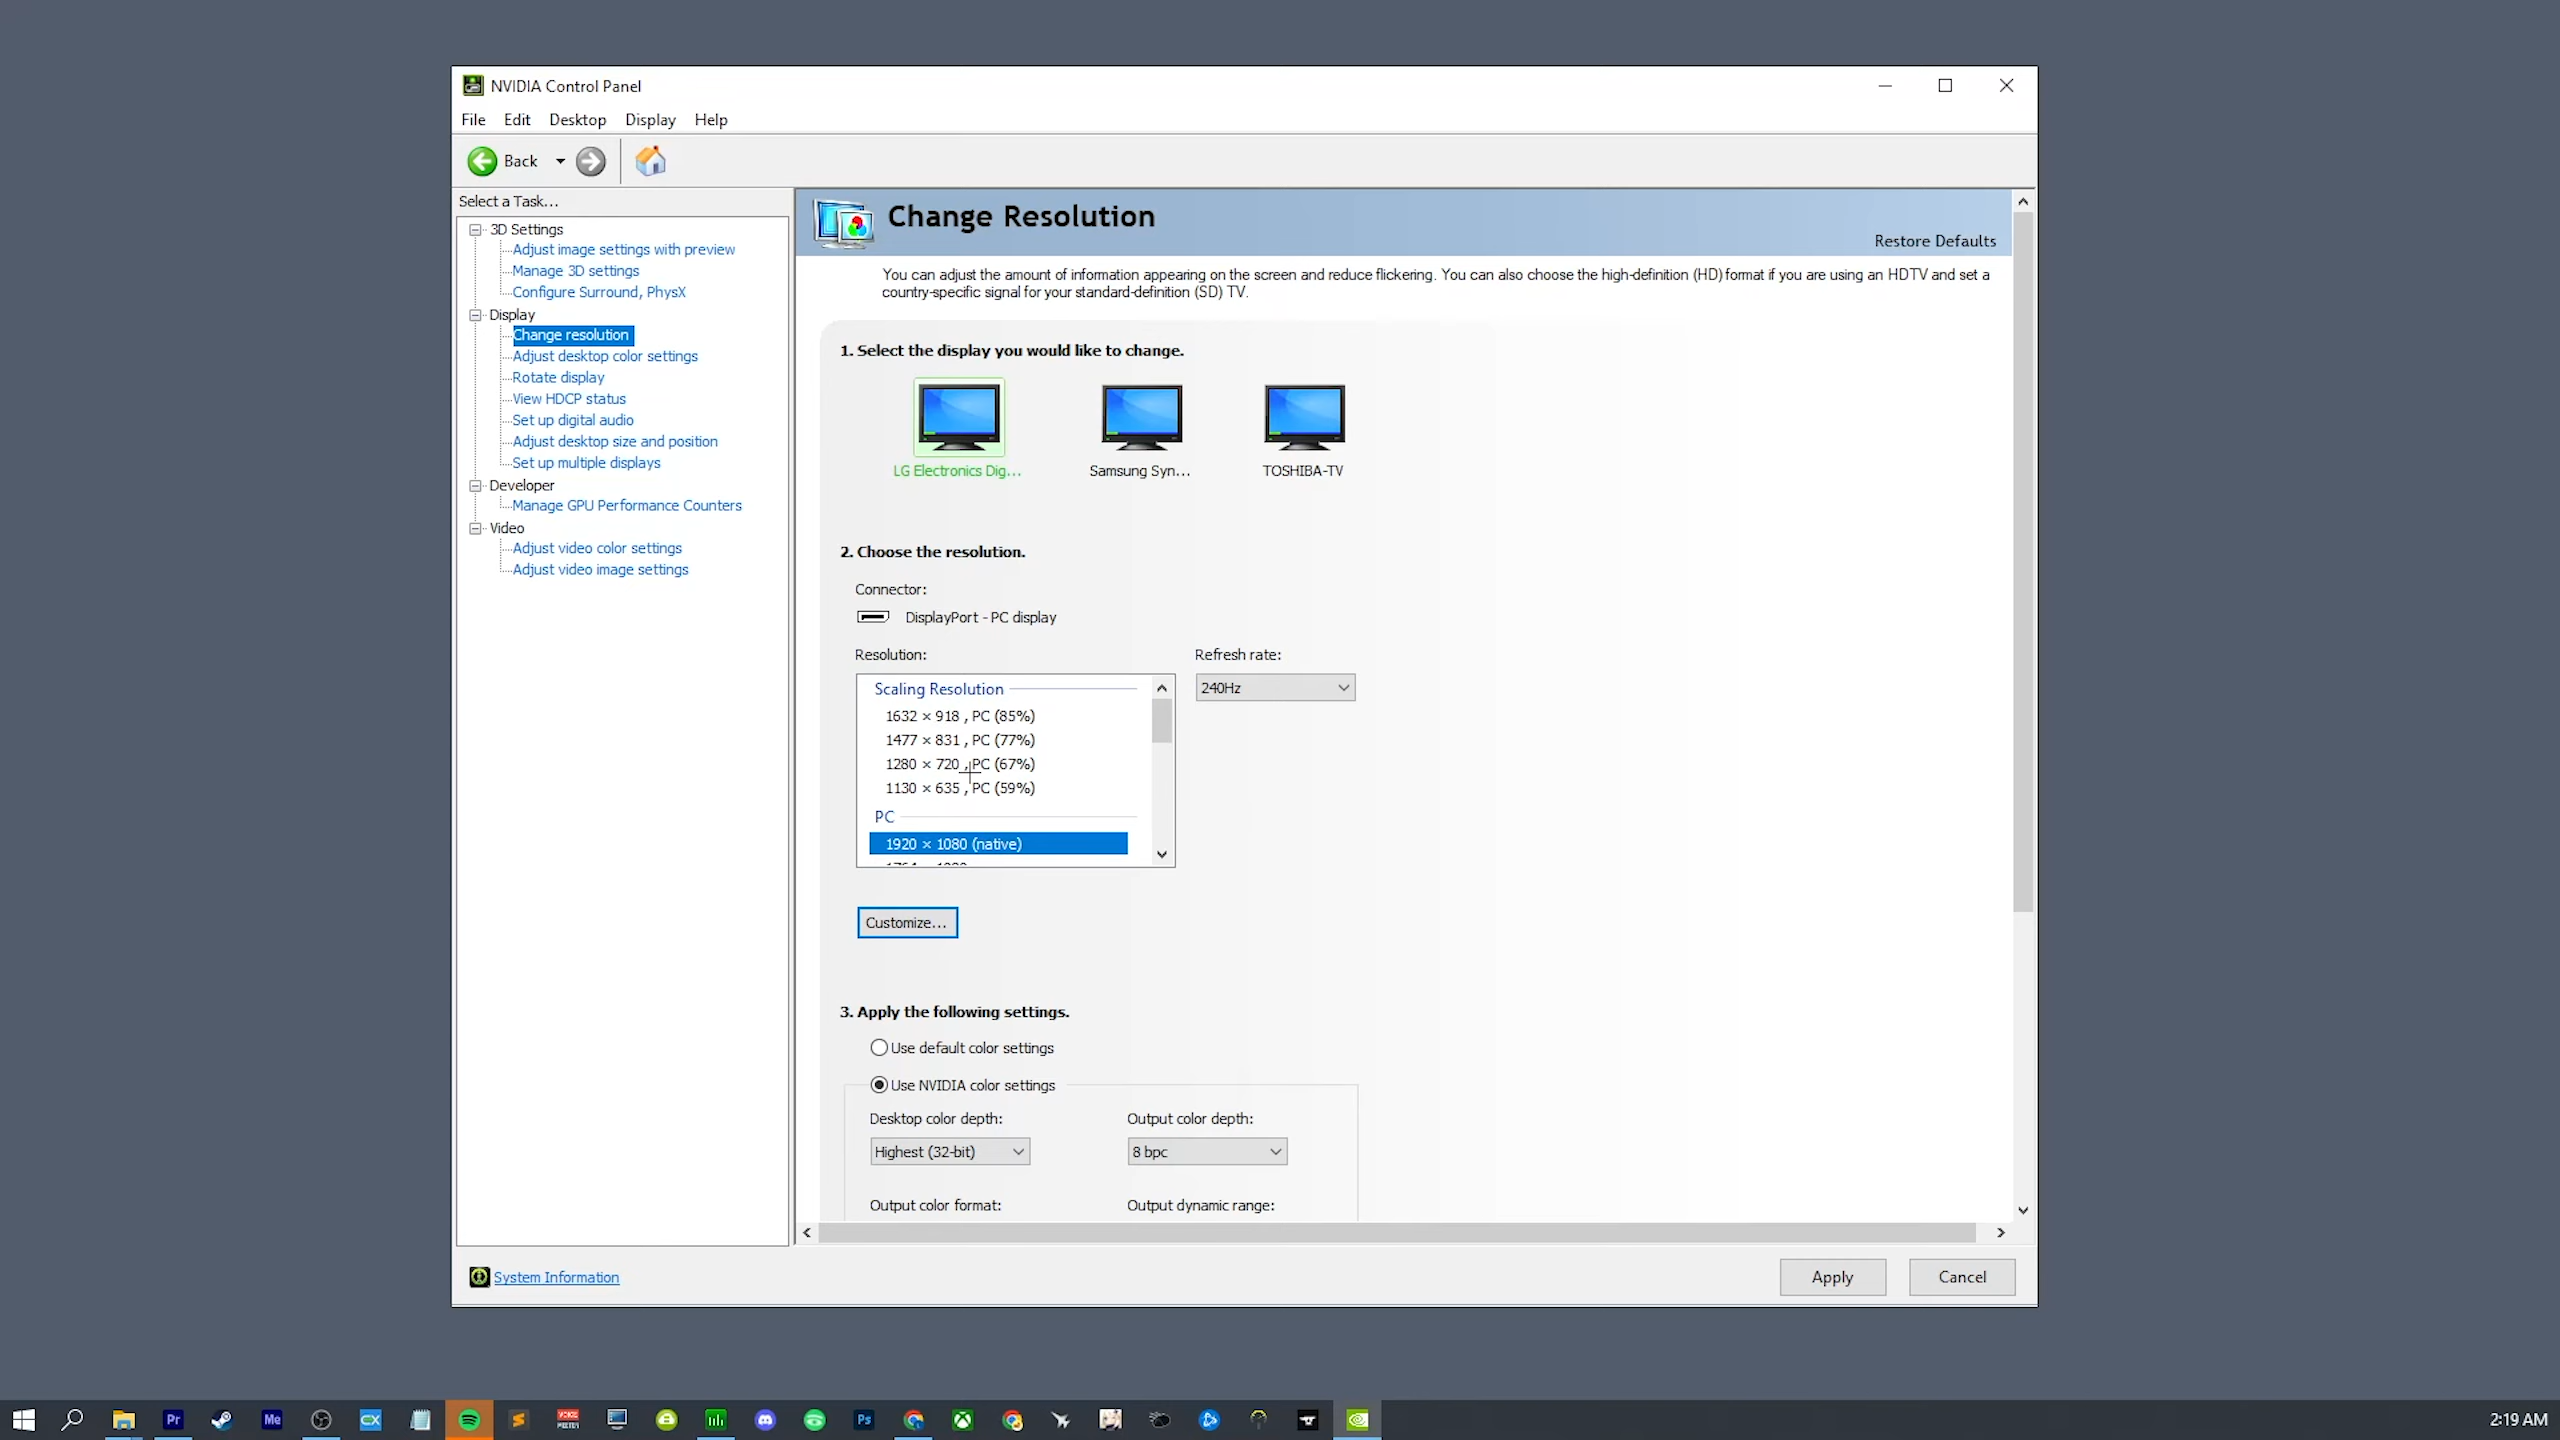 NVIDIA Control Panel
File Edit Desktop Display Help
Back
Select a Task...
3D Settings
Adjust image settings with preview
Manage 3D settings
Configure Surround, PhysX
Display
Change resolution
Adjust desktop color settings
Rotate display
View HDCP status
Set up digital audio
Adjust desktop size and position
Set up multiple displays
Developer
Manage GPU Performance Counters
Video
Adjust video color settings
Adjust video image settings
System Information
Change Resolution
Restore Defaults
You can adjust the amount of information appearing on the screen and reduce flickering. You can also choose the high-definition (HD) format if you are using an HDTV and set a
country-specific signal for your standard-definition (SD) TV.
1. Select the display you would like to change.
LG Electronics Dig... Samsung Syn... TOSHIBA-TV
2. Choose the resolution.
Connector:
DisplayPort - PC display
Resolution: Refresh rate:
240Hz
Scaling Resolution
1632 × 918 , PC (85%)
1477 × 831 , PC (77%)
1280 × 720 , PC (67%)
1130 × 635 , PC (59%)
PC
1920 × 1080 (native)
Customize...
3. Apply the following settings.
Use default color settings
Use NVIDIA color settings
Desktop color depth: Output color depth:
Highest (32-bit) 8 bpc
Output color format: Output dynamic range:
Apply Cancel
Pr Me CX Ps
2:19 AM